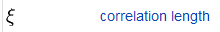 ξ correlation length